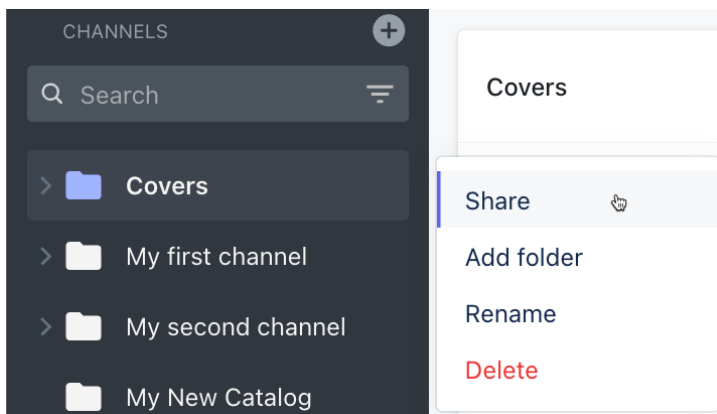 CHANNELS
Search
Covers
My first channel
My second channel
My New Catalog
Covers
Share
Add folder
Rename
Delete